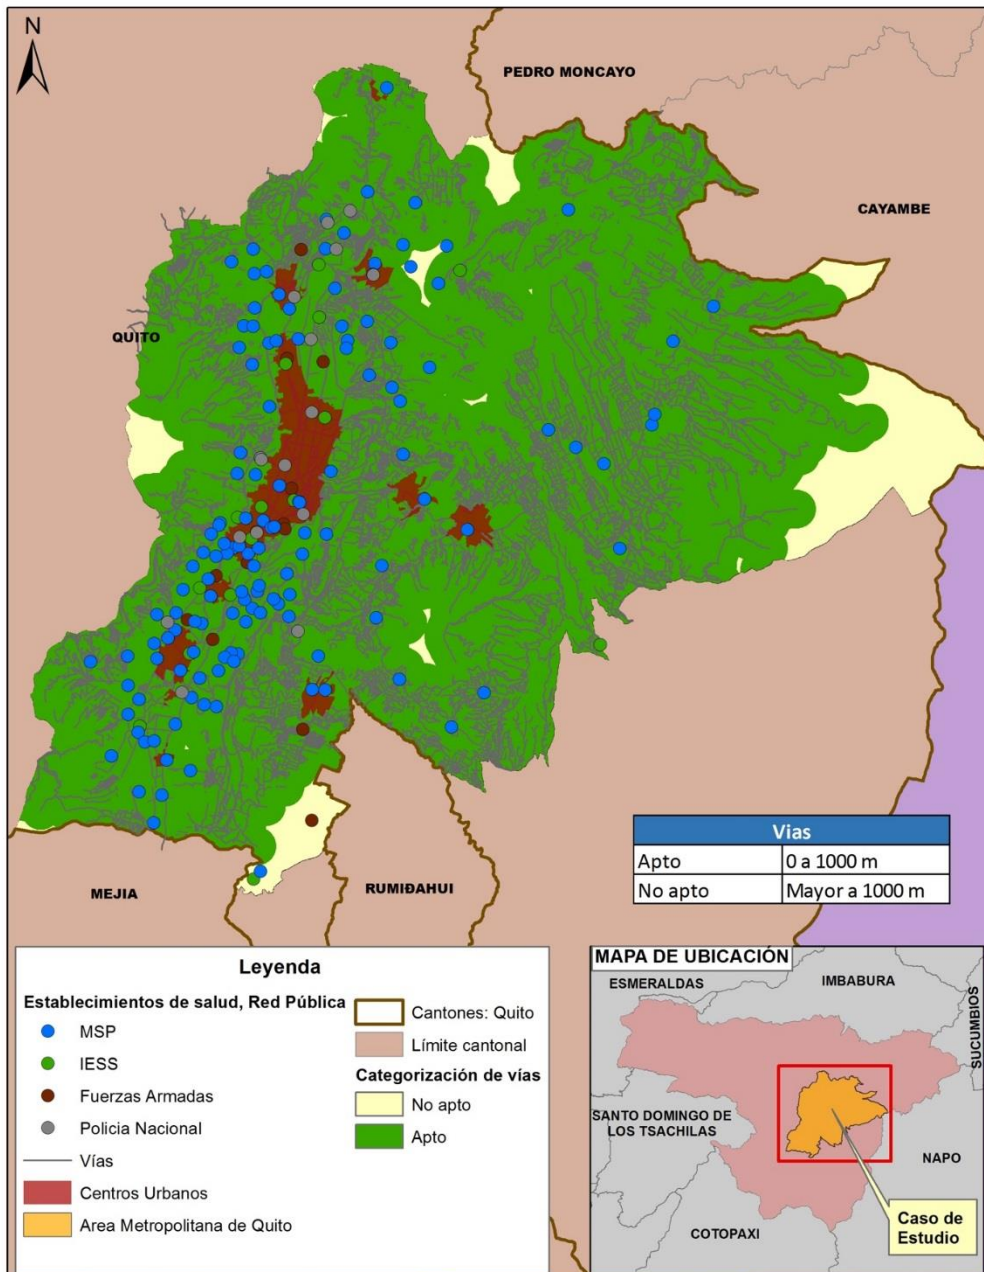 N
PEDRO MONCAYO
CAYAMBE
QUITO
MEJIA
RUMIÐAHUI
Vias
Apto 0 a 1000 m
No apto Mayor a 1000 m
Leyenda
Establecimientos de salud, Red Pública
MSP
IESS
Fuerzas Armadas
Policia Nacional
Vías
Centros Urbanos
Area Metropolitana de Quito
Cantones: Quito
Límite cantonal
Categorización de vías
No apto
Apto
MAPA DE UBICACIÓN
ESMERALDAS
IMBABURA
SUCUMBIOS
SANTO DOMINGO DE
LOS TSACHILAS
NAPO
COTOPAXI
Caso de
Estudio